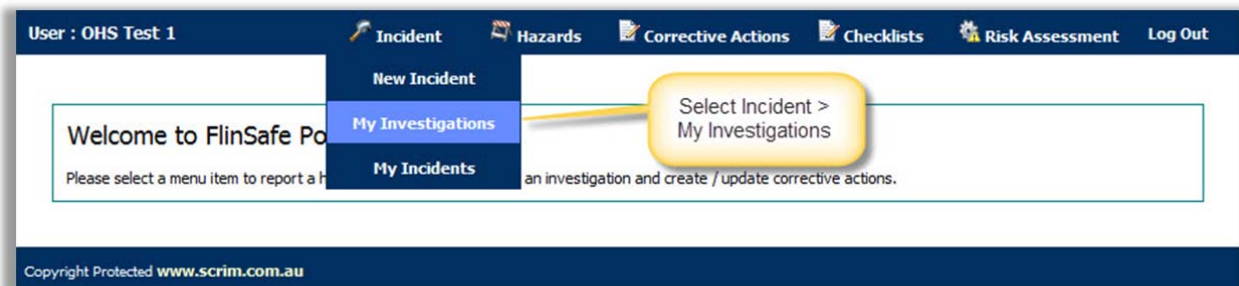 User : OHS Test 1
Incident
Hazards
Corrective Actions
Checklists
Risk Assessment
Log Out
New Incident
My Investigations
My Incidents
Select Incident >
My Investigations
Welcome to FlinSafe Po
Please select a menu item to report a h
an investigation and create / update corrective actions.
Copyright Protected www.scrim.com.au